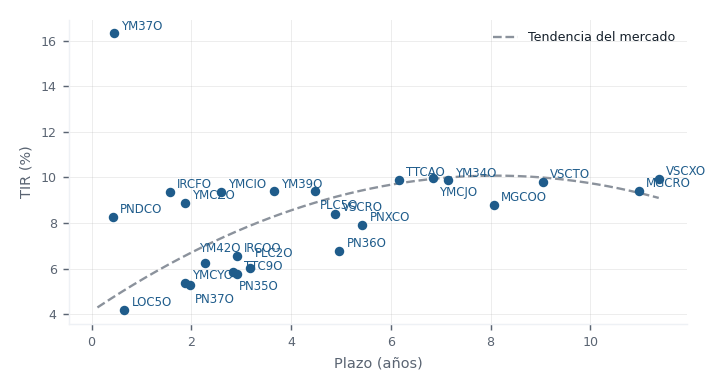 YM37O
Tendencia del mercado
16
14
12
10
8
6
4
TIR (%)
VSCXO
TTCAO
YM34O
VSCTO
IRCFO
YMCIO
YM39O
MGCRO
YMCJO
MGCOO
PNDCO
PLC5O
VSCRO
PNXCO
PN36O
YM42O
IRCOO
PLC2O
TTC9O
YMCYO
PN35O
PN37O
LOC5O
0
2
4
6
8
10
Plazo (años)